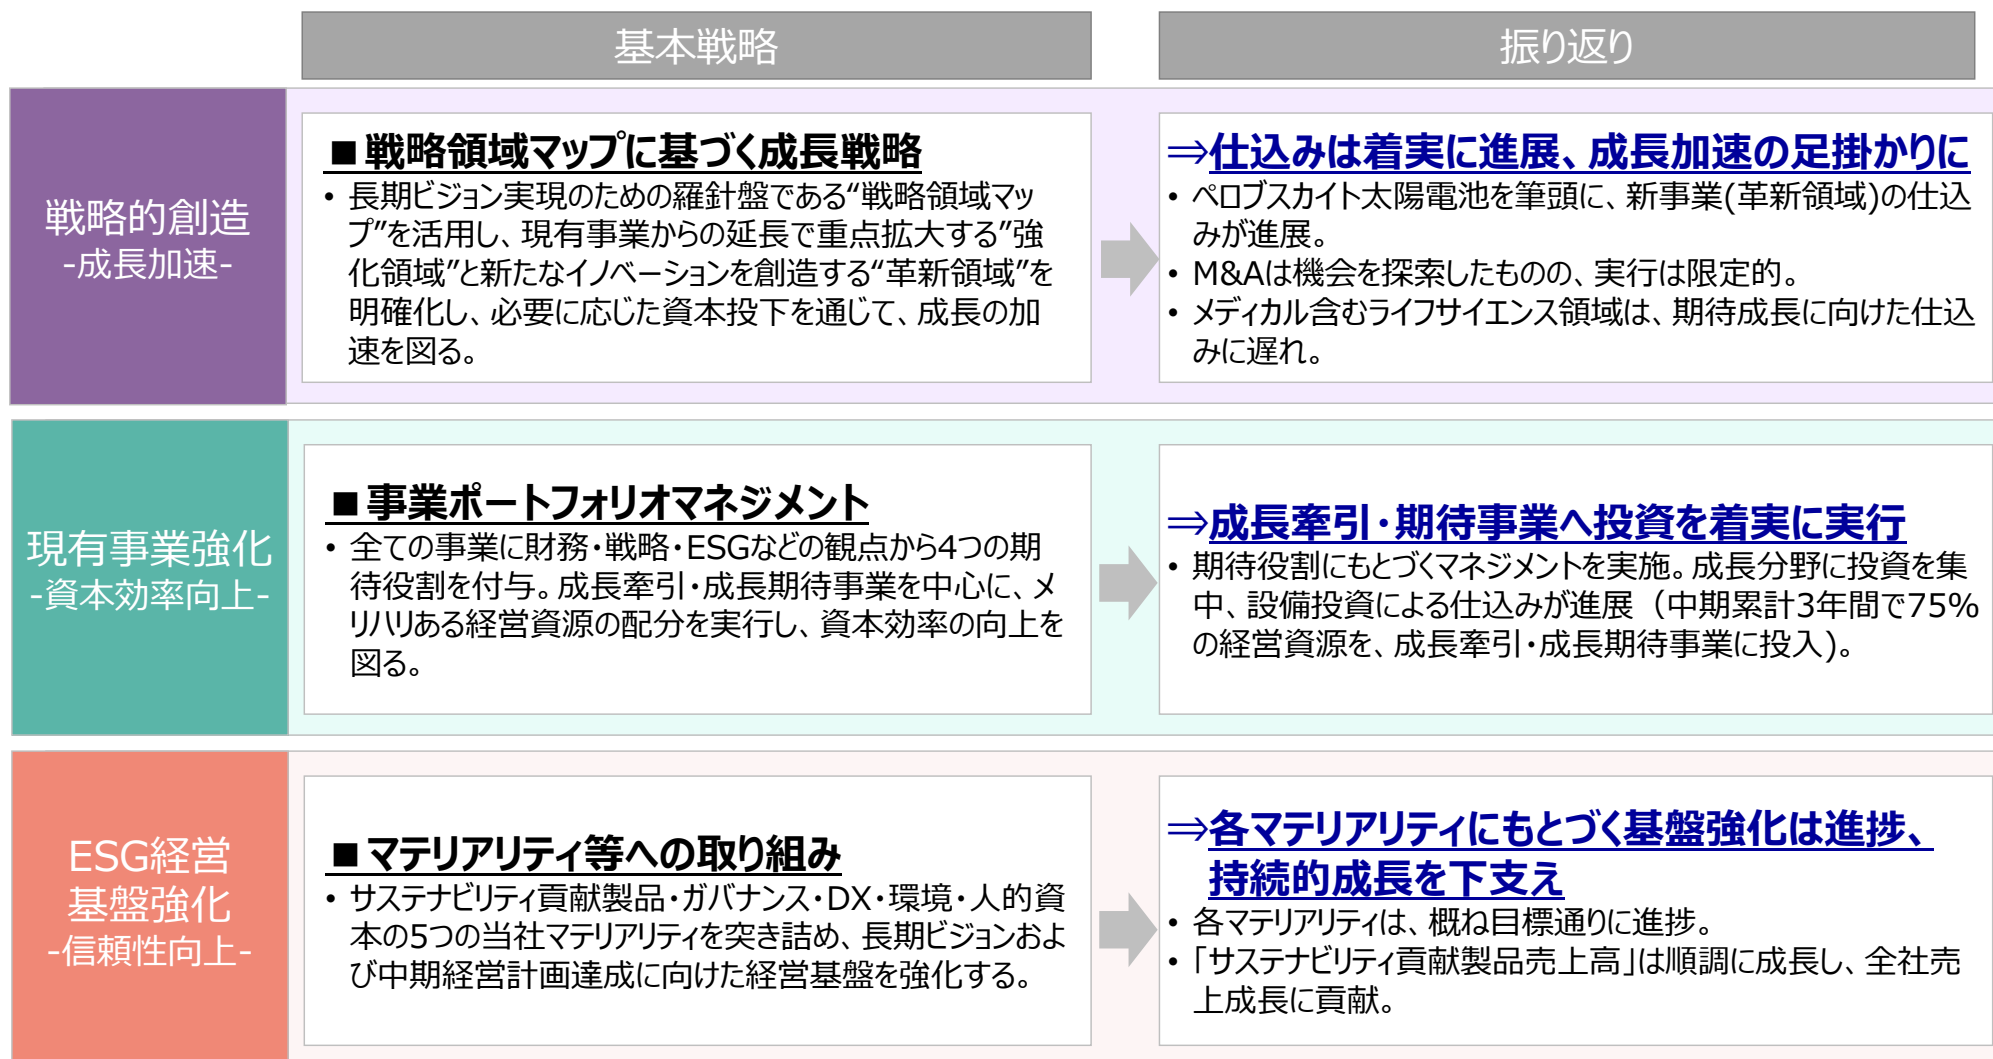 基本戦略
振り返り
戦略的創造
-成長加速-
■ 戦略領域マップに基づく成長戦略
• 長期ビジョン実現のための羅針盤である“戦略領域マッ
プ”を活用し、現有事業からの延長で重点拡大する”強
化領域”と新たなイノベーションを創造する“革新領域”を
明確化し、必要に応じた資本投下を通じて、成長の加
速を図る。
⇒仕込みは着実に進展、成長加速の足掛かりに
• ペロブスカイト太陽電池を筆頭に、新事業(革新領域)の仕込
みが進展。
• M&Aは機会を探索したものの、実行は限定的。
• メディカル含むライフサイエンス領域は、期待成長に向けた仕込
みに遅れ。
現有事業強化
-資本効率向上-
■ 事業ポートフォリオマネジメント
• 全ての事業に財務・戦略・ESGなどの観点から4つの期
待役割を付与。成長牽引・成長期待事業を中心に、メ
リハリある経営資源の配分を実行し、資本効率の向上を
図る。
⇒成長牽引・期待事業へ投資を着実に実行
• 期待役割にもとづくマネジメントを実施。成長分野に投資を集
中、設備投資による仕込みが進展（中期累計3年間で75%
の経営資源を、成長牽引・成長期待事業に投入)。
ESG経営
基盤強化
-信頼性向上-
■ マテリアリティ等への取り組み
• サステナビリティ貢献製品・ガバナンス・DX・環境・人的資
本の5つの当社マテリアリティを突き詰め、長期ビジョンおよ
び中期経営計画達成に向けた経営基盤を強化する。
⇒各マテリアリティにもとづく基盤強化は進捗、
持続的成長を下支え
• 各マテリアリティは、概ね目標通りに進捗。
• 「サステナビリティ貢献製品売上高」は順調に成長し、全社売
上成長に貢献。